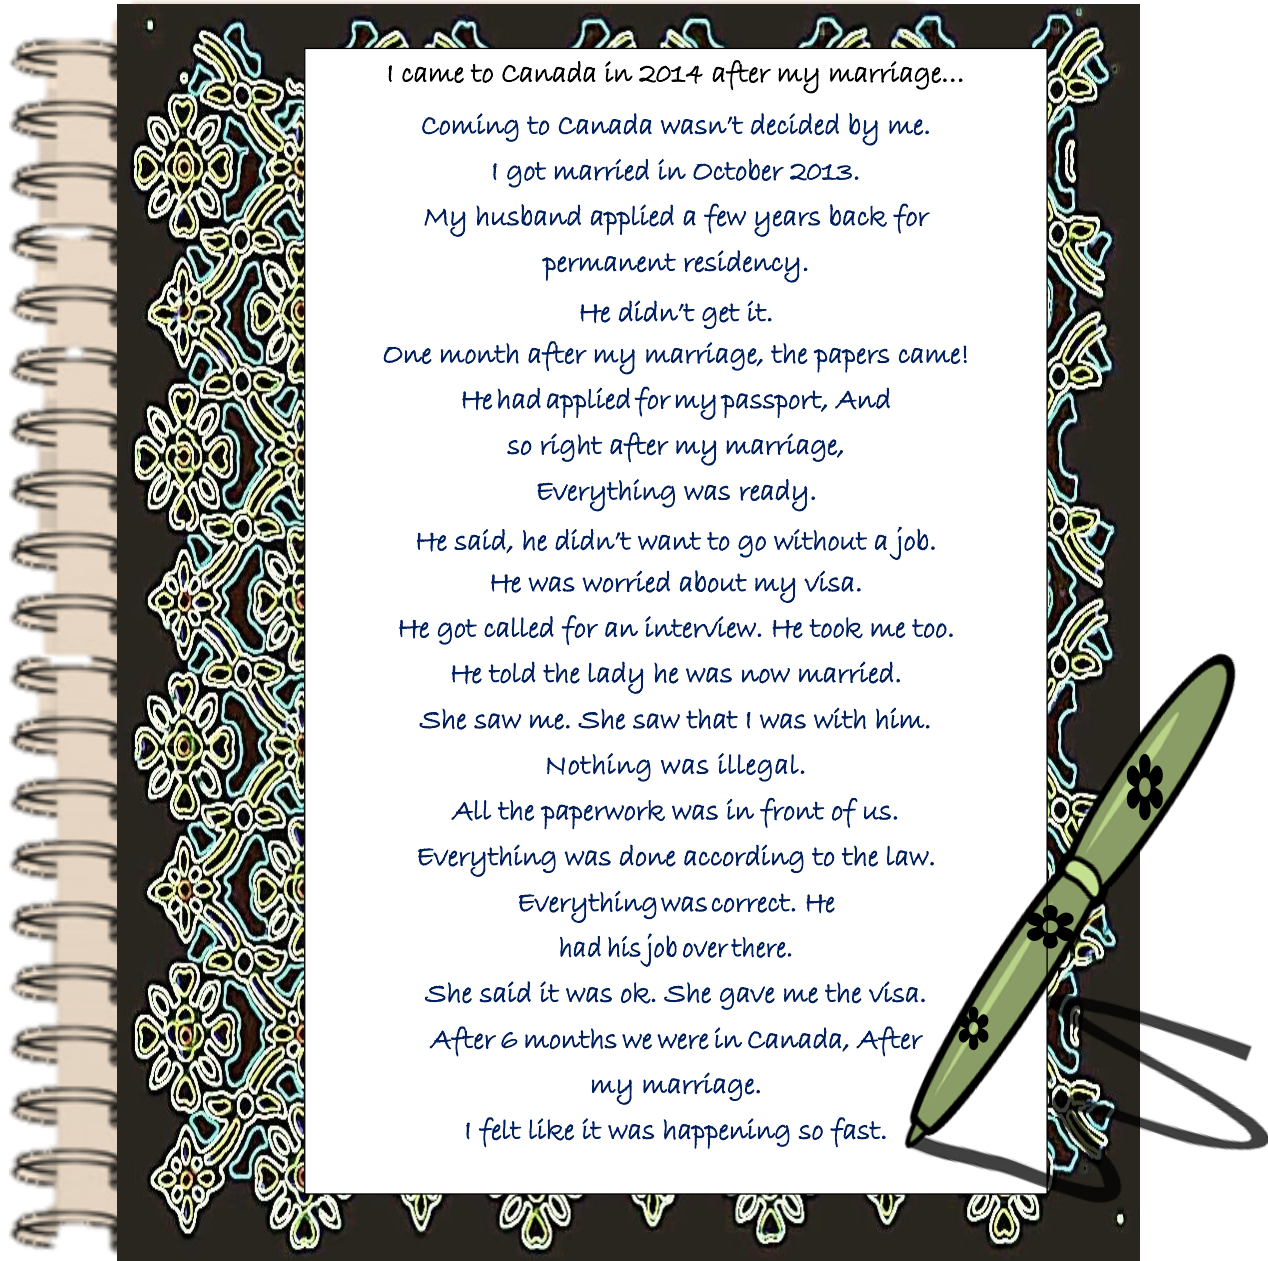 I came to Canada in 2014 after my marriage...
Coming to Canada wasn't decided by me.
I got married in October 2013.
My husband applied a few years back for
permanent residency.
He didn't get it.
One month after my marriage, the papers came!
He had applied for my passport, And
so right after my marriage,
Everything was ready.
He said, he didn't want to go without a job.
He was worried about my visa.
He got called for an interview. He took me too.
He told the lady he was now married.
She saw me. She saw that I was with him.
Nothing was illegal.
All the paperwork was in front of us.
Everything was done according to the law.
Everything was correct. He
had his job over there.
She said it was ok. She gave me the visa.
After 6 months we were in Canada, After
my marriage.
I felt like it was happening so fast.